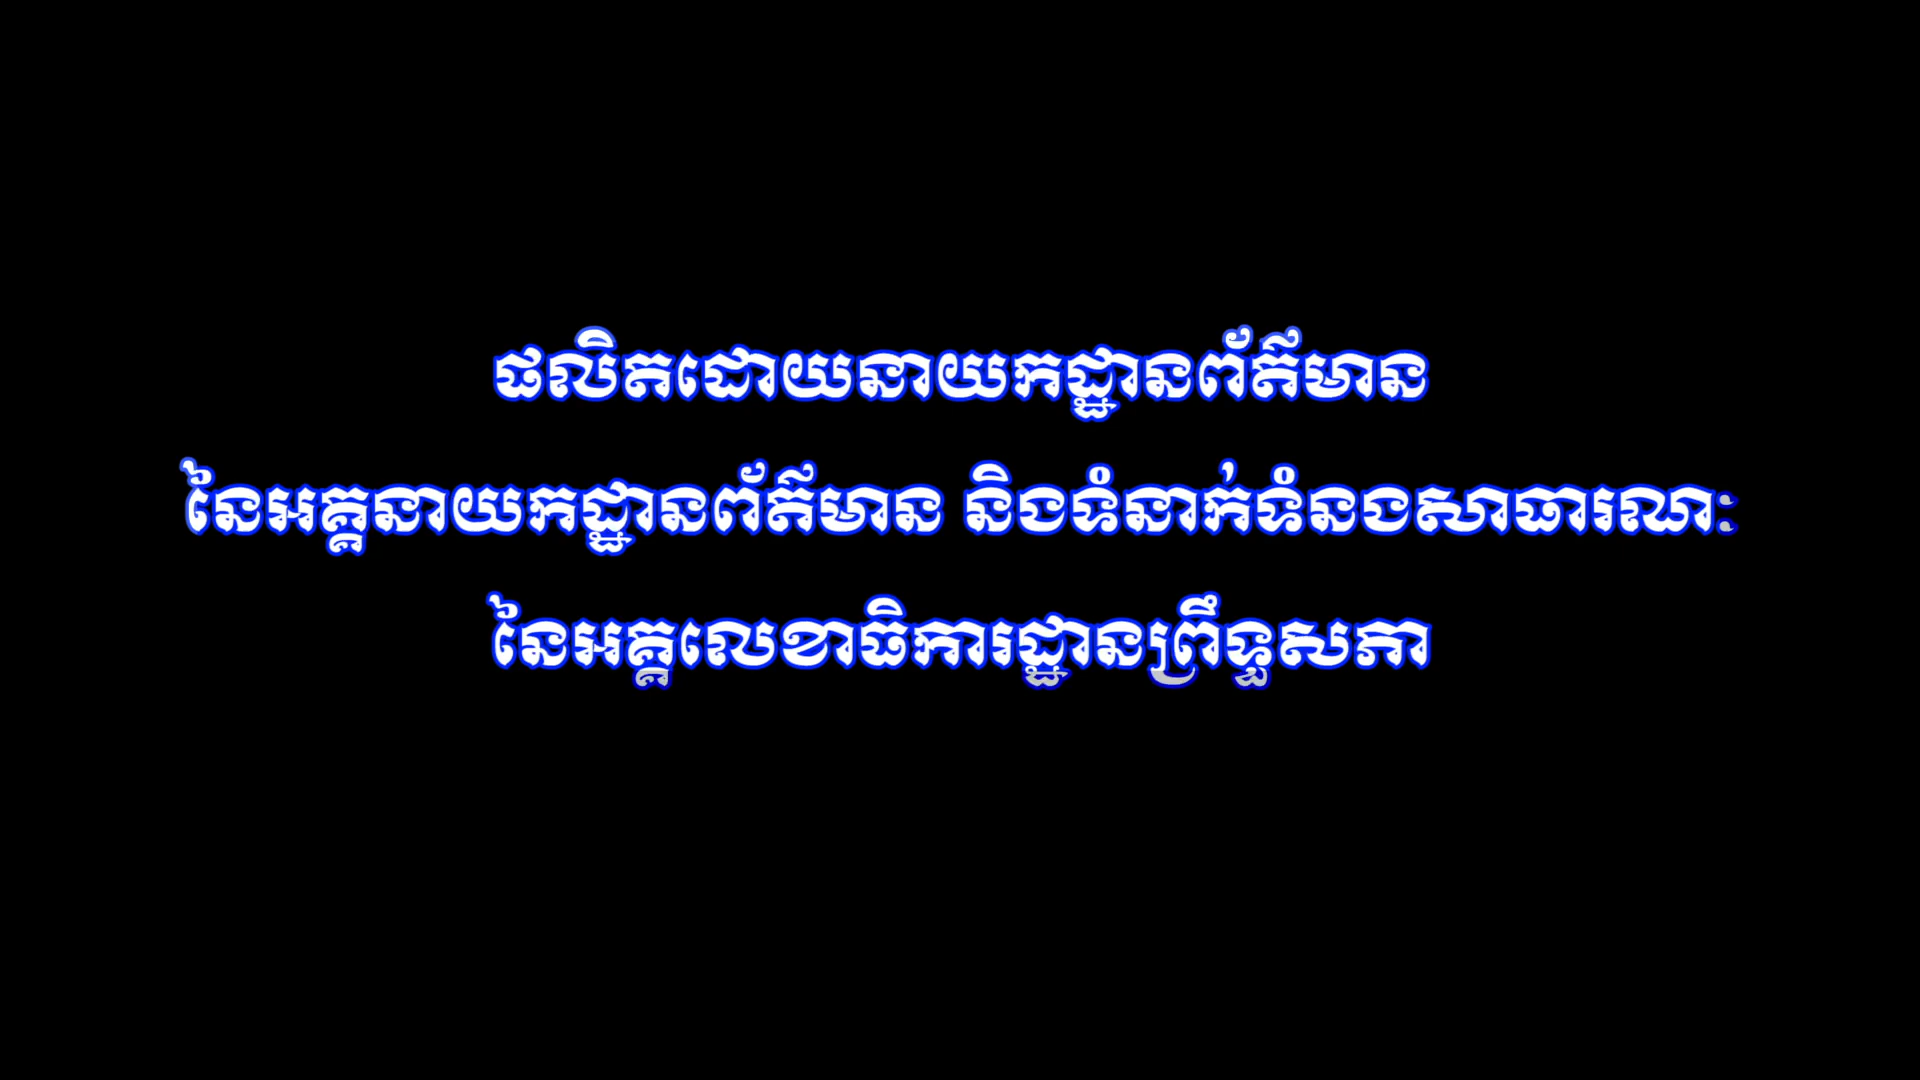 ផលិតដោយនាយកដ្ឋានព័ត៌មាន
នៃអគ្គនាយកដ្ឋានព័ត៌មាន និងទំនាក់ទំនងសាធារណៈ
នៃអគ្គលេខាធិការដ្ឋានព្រឹទ្ធសភា